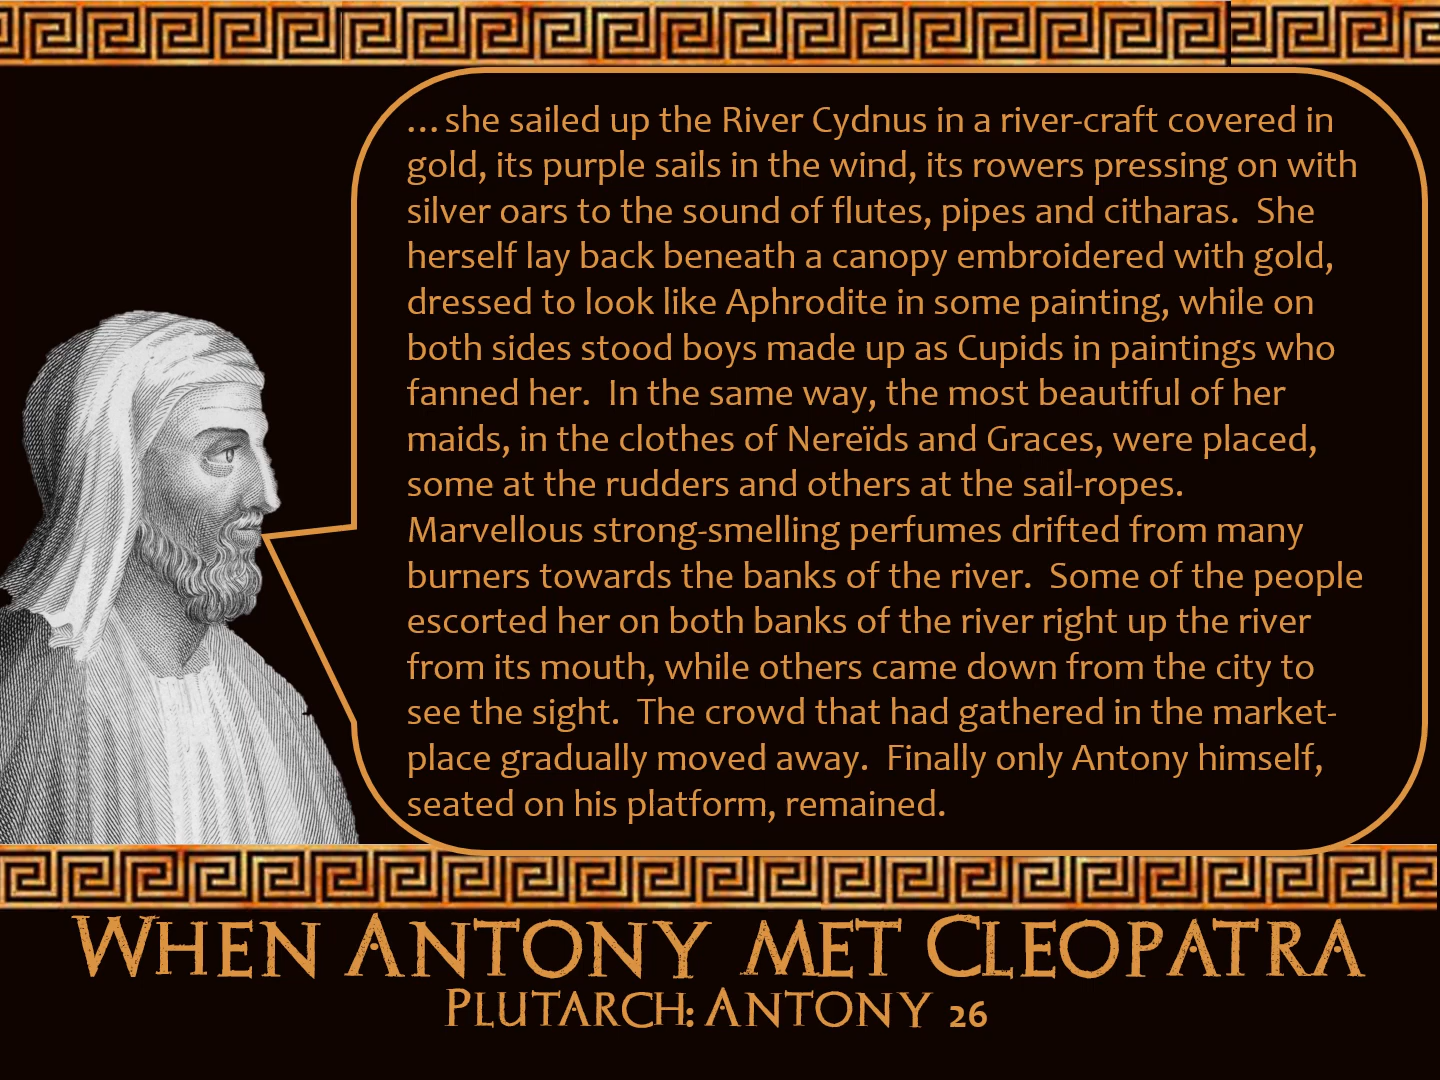 …she sailed up the River Cydnus in a river-craft covered in
gold, its purple sails in the wind, its rowers pressing on with
silver oars to the sound of flutes, pipes and citharas.  She
herself lay back beneath a canopy embroidered with gold,
dressed to look like Aphrodite in some painting, while on
both sides stood boys made up as Cupids in paintings who
fanned her.  In the same way, the most beautiful of her
maids, in the clothes of Nereïds and Graces, were placed,
some at the rudders and others at the sail-ropes.
Marvellous strong-smelling perfumes drifted from many
burners towards the banks of the river.  Some of the people
escorted her on both banks of the river right up the river
from its mouth, while others came down from the city to
see the sight.  The crowd that had gathered in the market-
place gradually moved away.  Finally only Antony himself,
seated on his platform, remained.
When Antony met Cleopatra
Plutarch: Antony 26